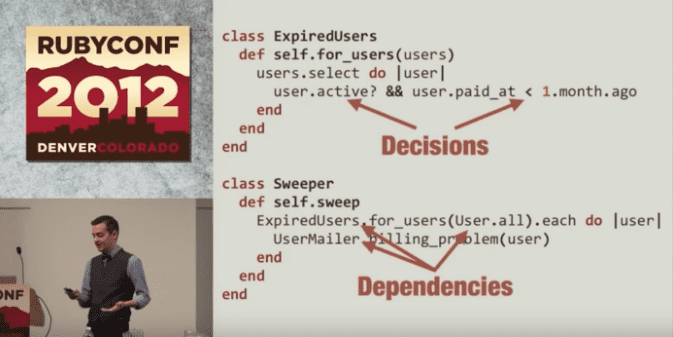 RUBYCONF
2012
DENVERCOLORADO
ONF
class ExpiredUsers
def self.for_users(users)
users.select do |user|
user.active? && user.paid_at < 1.month.ago
end
end
end
Decisions
class Sweeper
def self.sweep
ExpiredUsers.for_users(User.all).each do |user|
UserMailer.billing_problem(user)
end
end
end
Dependencies